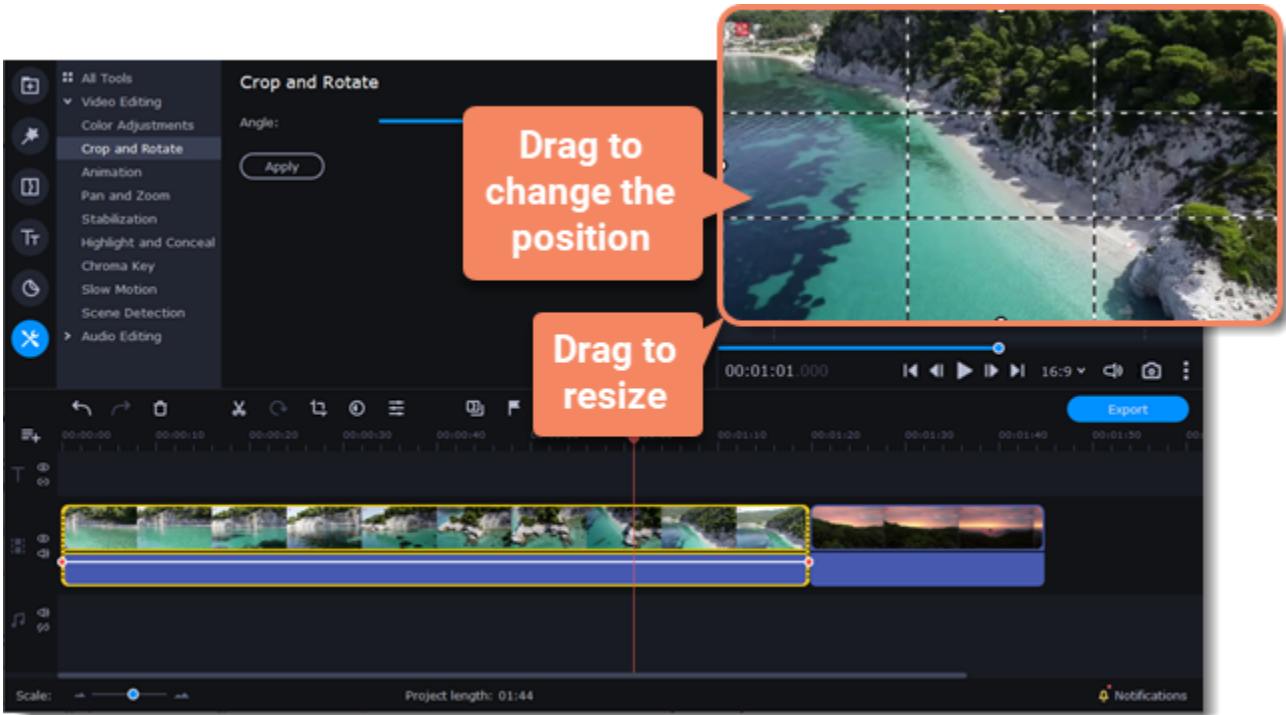 All Tools
Video Editing
Color Adjustments
Crop and Rotate
Animation
Pan and Zoom
Stabilization
Highlight and Conceal
Chroma Key
Slow Motion
Scene Detection
Audio Editing
Crop and Rotate
Angle:
Apply
Drag to
change the
position
Drag to
resize
00:01:01.000
16:9
Export
00:00:00 00:00:10 00:00:20 00:00:30 00:00:40 00:01:10 00:01:20 00:01:30 00:01:40 00:01:50 00:
Scale:
Project length: 01:44
Notifications